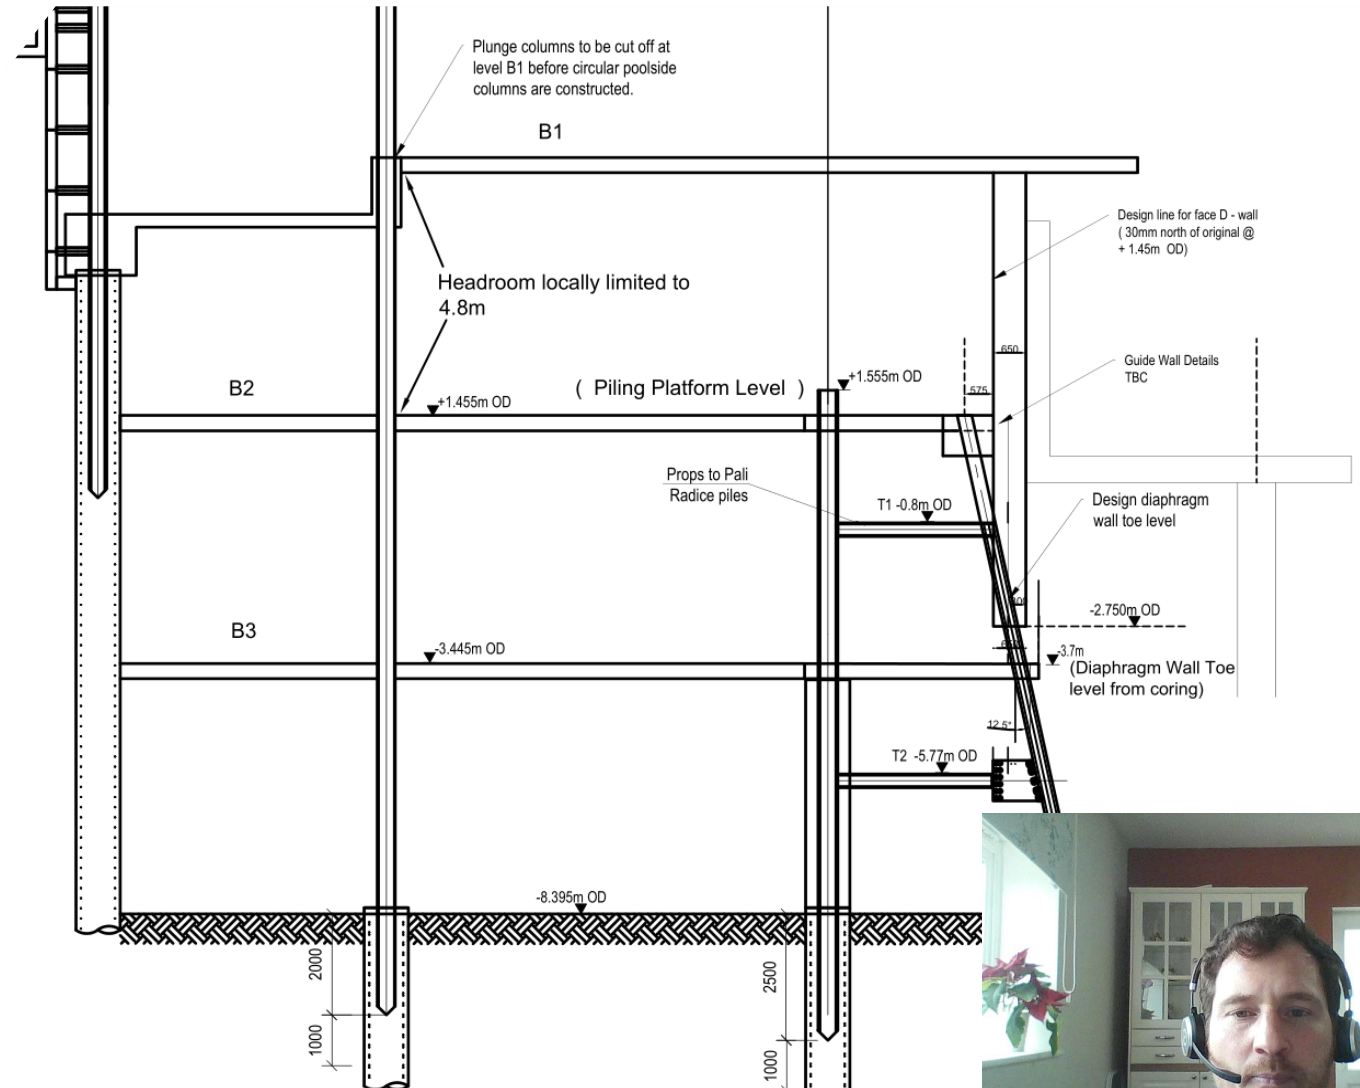 Plunge columns to be cut off at
level B1 before circular poolside
columns are constructed.
B1
Design line for face D - wall
( 30mm north of original @
+ 1.45m OD)
Headroom locally limited to
4.8m
650
Guide Wall Details
TBC
B2
( Piling Platform Level )
+1.555m OD
575
+1.455m OD
Props to Pali
Radice piles
T1 -0.8m OD
Design diaphragm
wall toe level
-2.750m OD
B3
-3.445m OD
-3.7m
(Diaphragm Wall Toe
level from coring)
12.5°
T2 -5.77m OD
-8.395m OD
2000
2500
1000
1000